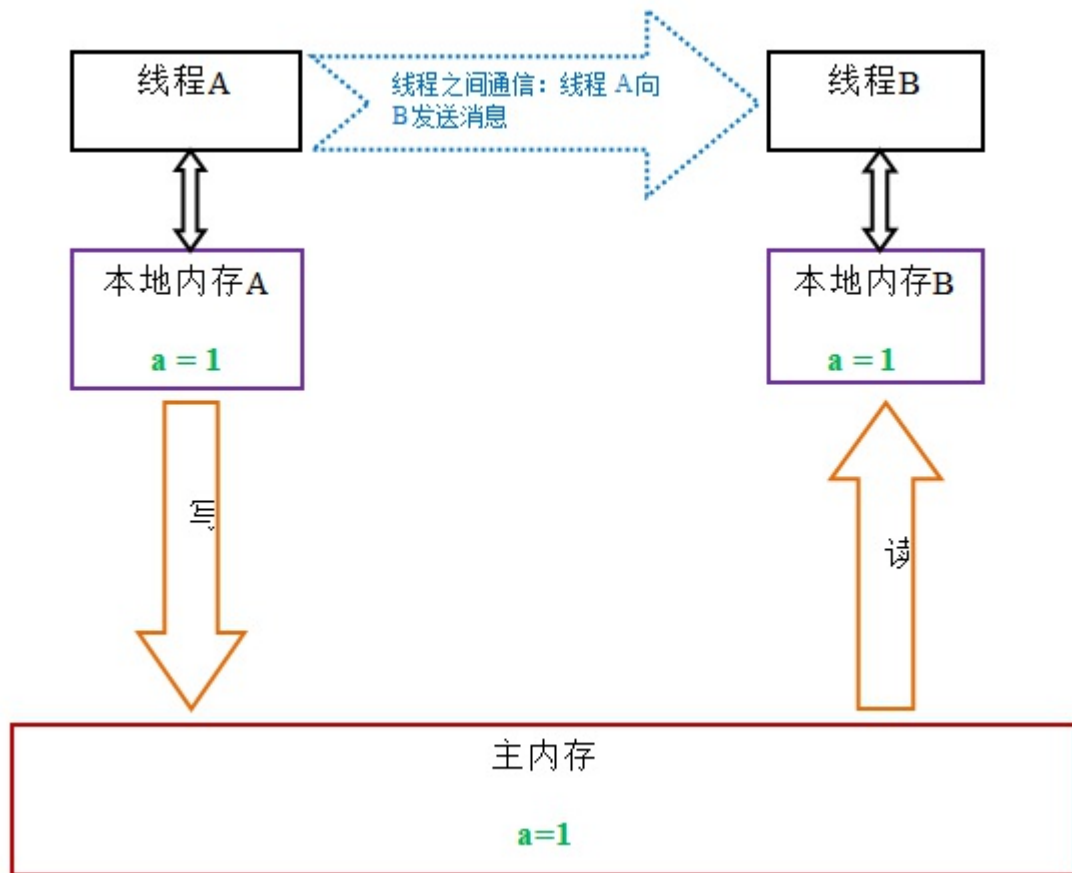 线程A
线程之间通信：线程 A向
B发送消息
线程B
本地内存A
a = 1
本地内存B
a = 1
写
读
主内存
a=1